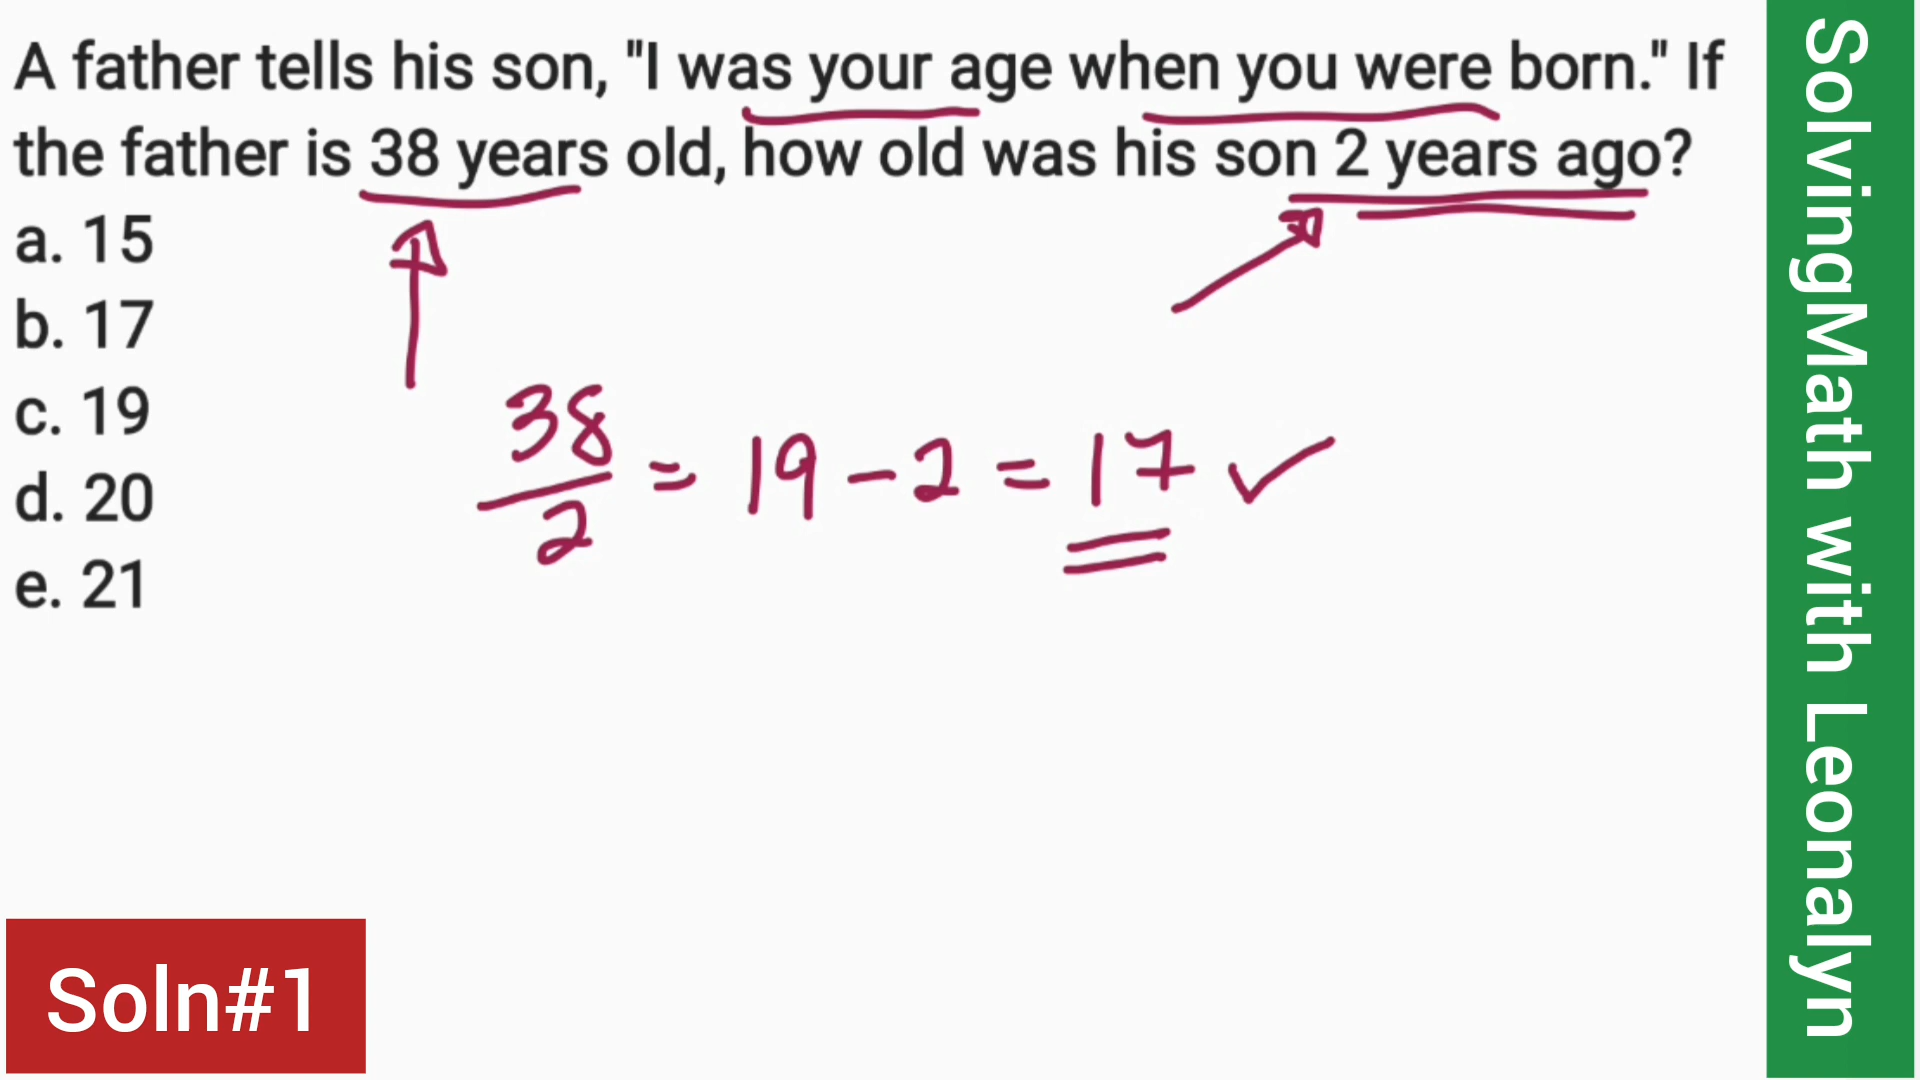 A father tells his son, "I was your age when you were born." If
the father is 38 years old, how old was his son 2 years ago?
a. 15
b. 17
c. 19
d. 20
e. 21
38/2 = 19 - 2 = 17 ✓
Soln#1
SolvingMath with Leonalyn